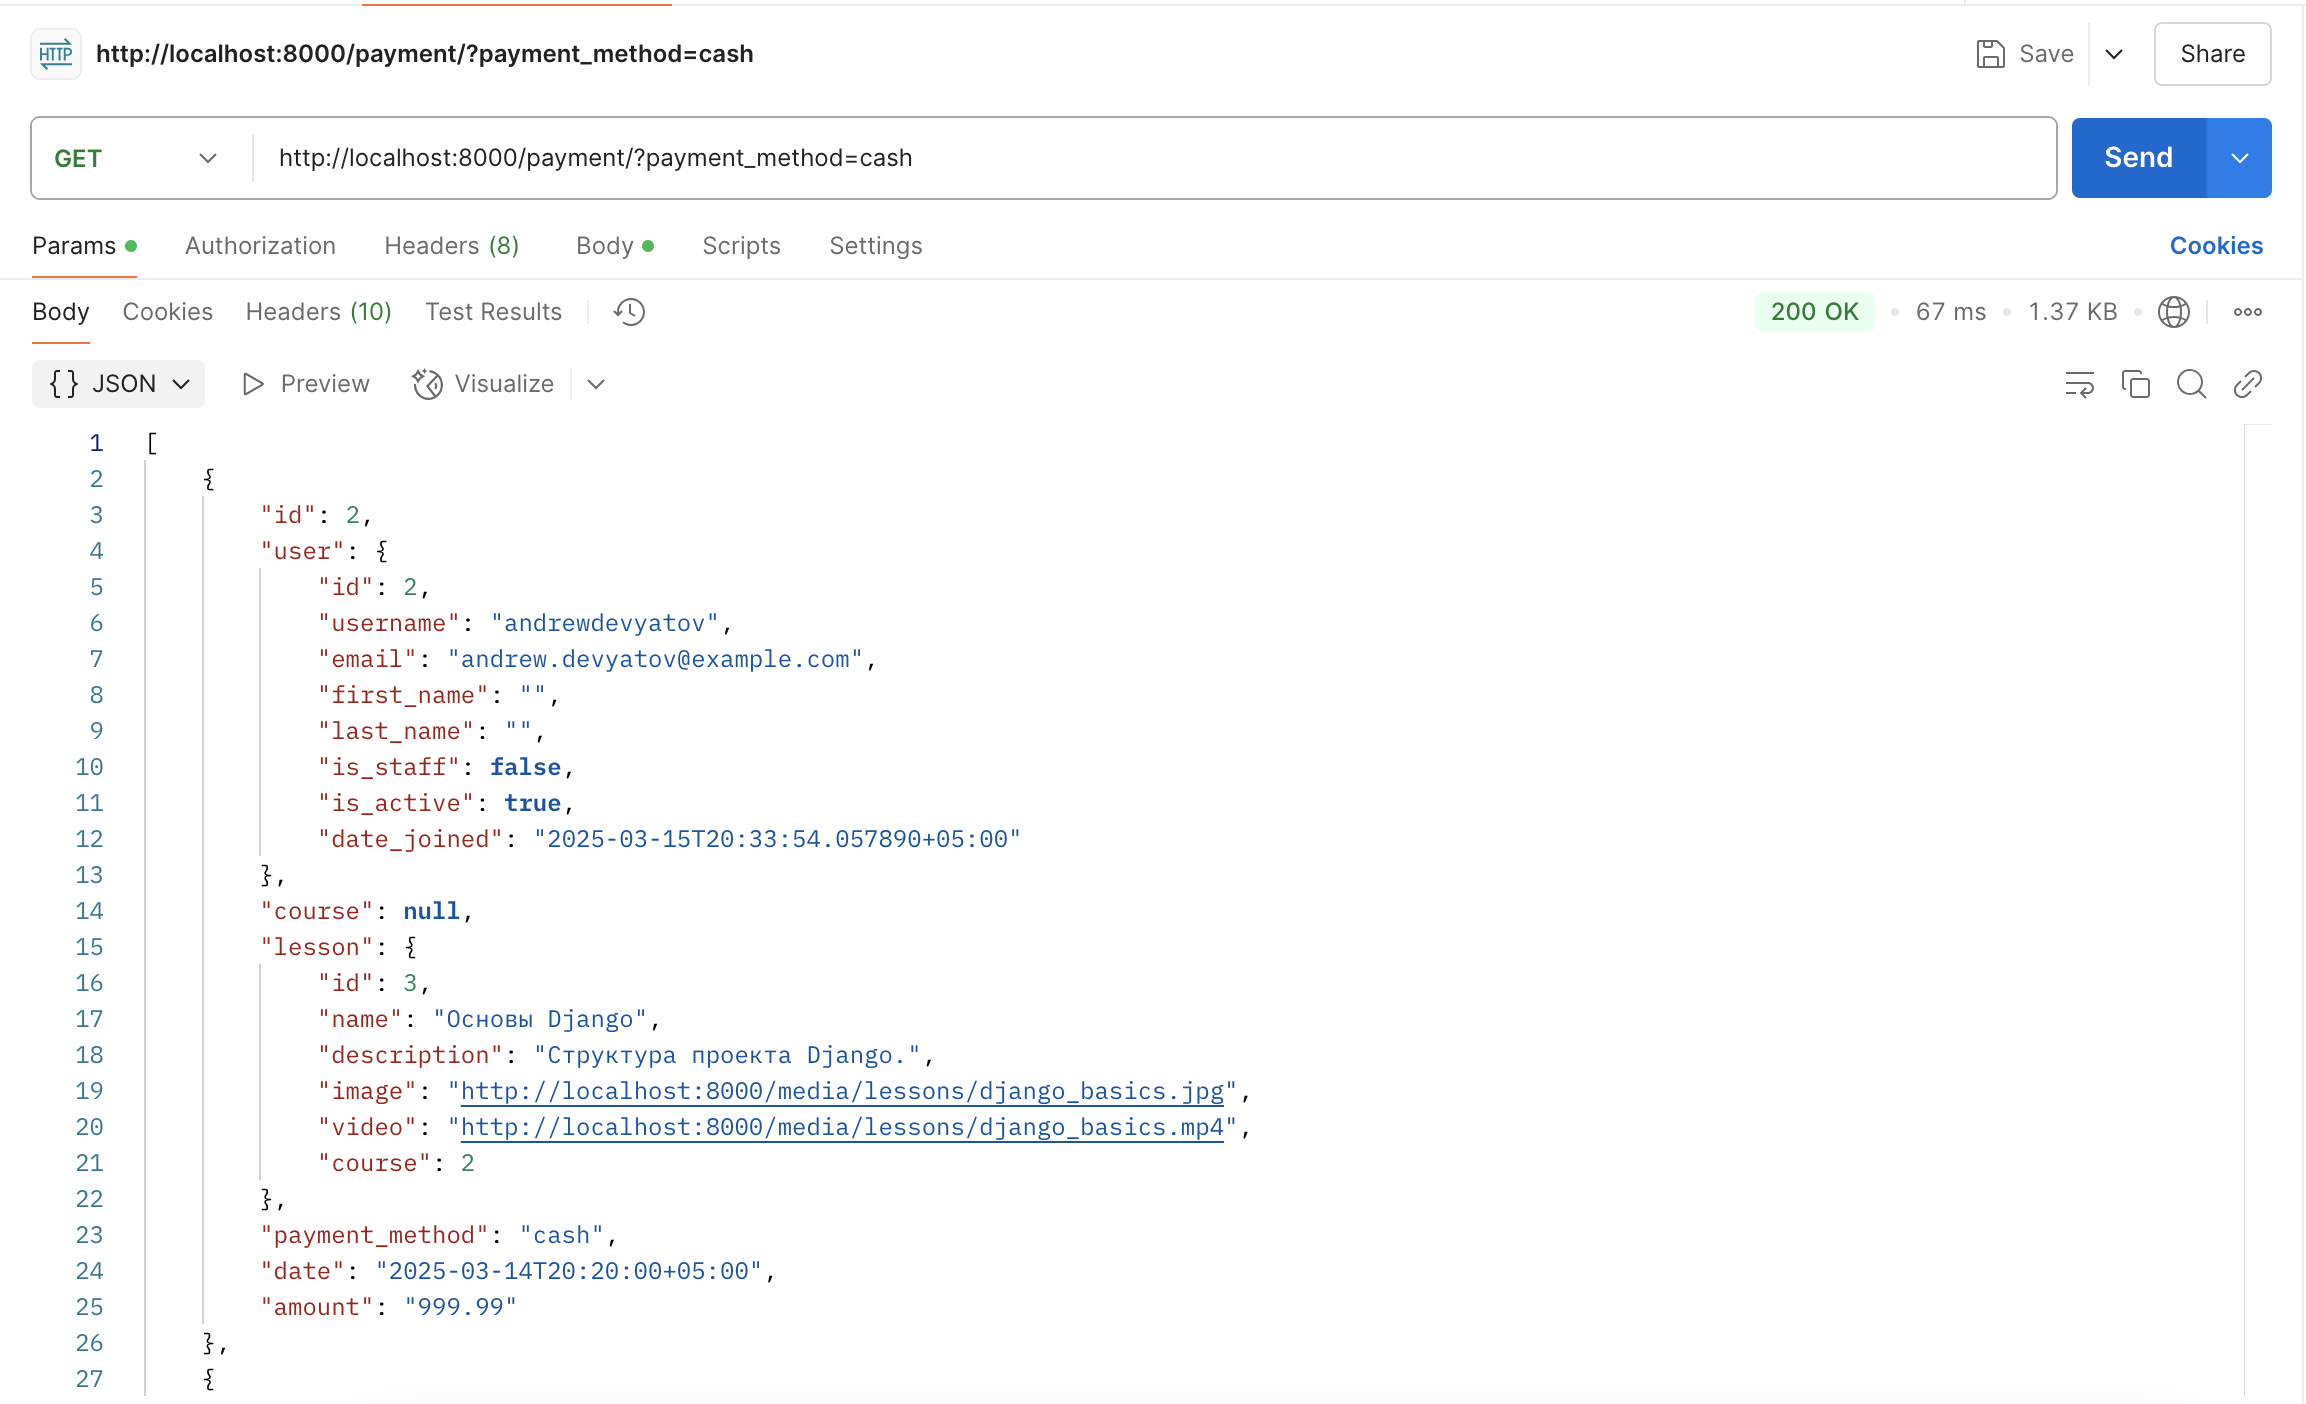 HTTP http://localhost:8000/payment/?payment_method=cash Save Share
GET http://localhost:8000/payment/?payment_method=cash Send
Params Authorization Headers (8) Body Scripts Settings Cookies
Body Cookies Headers (10) Test Results 200 OK 67 ms 1.37 KB
{ } JSON Preview Visualize
1 [
2 {
3 "id": 2,
4 "user": {
5 "id": 2,
6 "username": "andrewdevyatov",
7 "email": "andrew.devyatov@example.com",
8 "first_name": "",
9 "last_name": "",
10 "is_staff": false,
11 "is_active": true,
12 "date_joined": "2025-03-15T20:33:54.057890+05:00"
13 },
14 "course": null,
15 "lesson": {
16 "id": 3,
17 "name": "Основы Django",
18 "description": "Структура проекта Django.",
19 "image": "http://localhost:8000/media/lessons/django_basics.jpg",
20 "video": "http://localhost:8000/media/lessons/django_basics.mp4",
21 "course": 2
22 },
23 "payment_method": "cash",
24 "date": "2025-03-14T20:20:00+05:00",
25 "amount": "999.99"
26 },
27 {